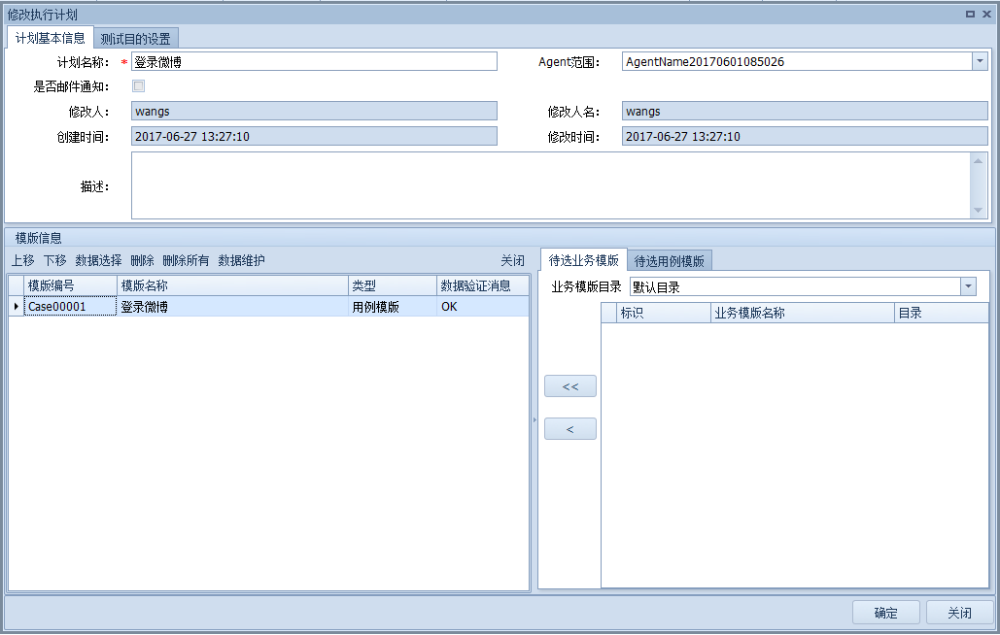 修改执行计划
计划基本信息 测试目的设置
计划名称： * 登录微博 Agent范围： AgentName20170601085026
是否邮件通知：
修改人： wangs 修改人名： wangs
创建时间： 2017-06-27 13:27:10 修改时间： 2017-06-27 13:27:10
描述：
模版信息
上移 下移 数据选择 删除 删除所有 数据维护 关闭
待选业务模版 待选用例模版
模版编号 模版名称 类型 数据验证消息
Case00001 登录微博 用例模版 OK
业务模版目录 默认目录
标识 业务模版名称 目录
<<
<
确定 关闭